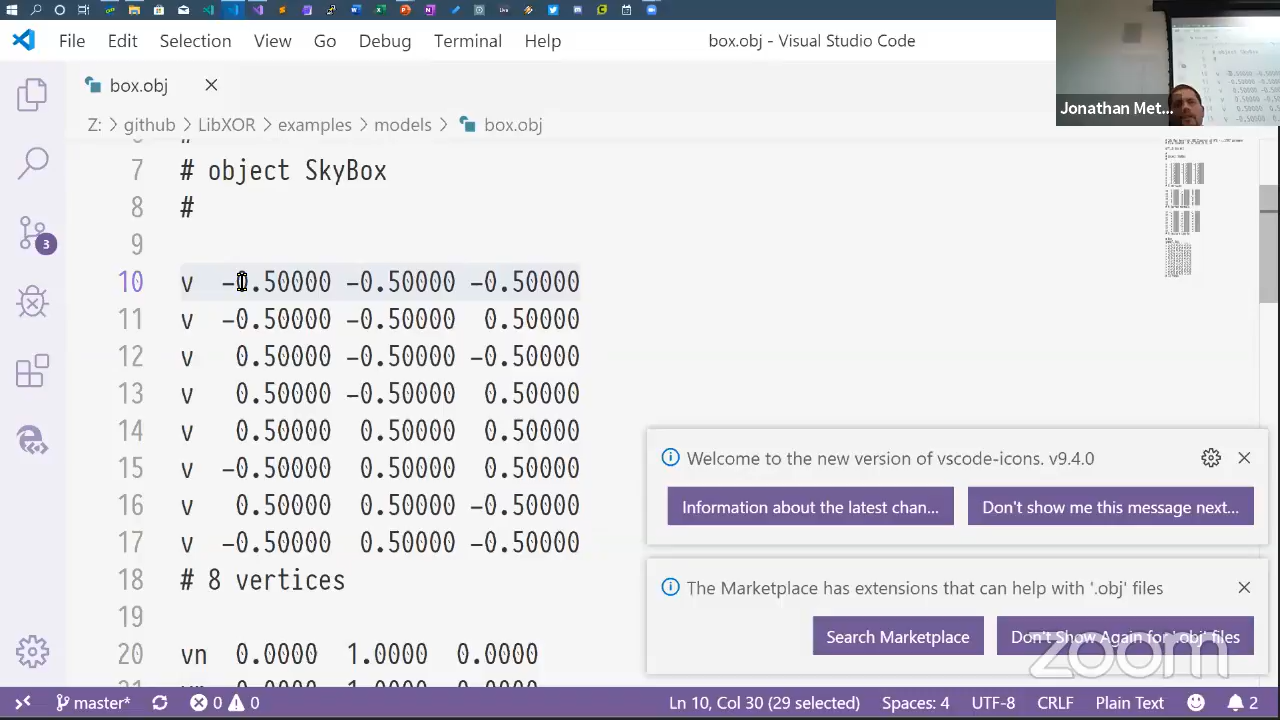 File Edit Selection View Go Debug Terminal Help
box.obj - Visual Studio Code
Jonathan Met...
box.obj
Z: github LibXOR examples models box.obj
7 # object SkyBox
8 #
9
10 v -0.50000 -0.50000 -0.50000
11 v -0.50000 -0.50000 0.50000
12 v 0.50000 -0.50000 -0.50000
13 v 0.50000 -0.50000 0.50000
14 v 0.50000 0.50000 0.50000
15 v -0.50000 0.50000 0.50000
16 v 0.50000 0.50000 -0.50000
17 v -0.50000 0.50000 -0.50000
18 # 8 vertices
19
20 vn 0.0000 1.0000 0.0000
3
Welcome to the new version of vscode-icons. v9.4.0
Information about the latest chan...
Don't show me this message next...
The Marketplace has extensions that can help with '.obj' files
Search Marketplace
Don't Show Again for '.obj' files
zoom
master* 0 0 Ln 10, Col 30 (29 selected) Spaces: 4 UTF-8 CRLF Plain Text 2